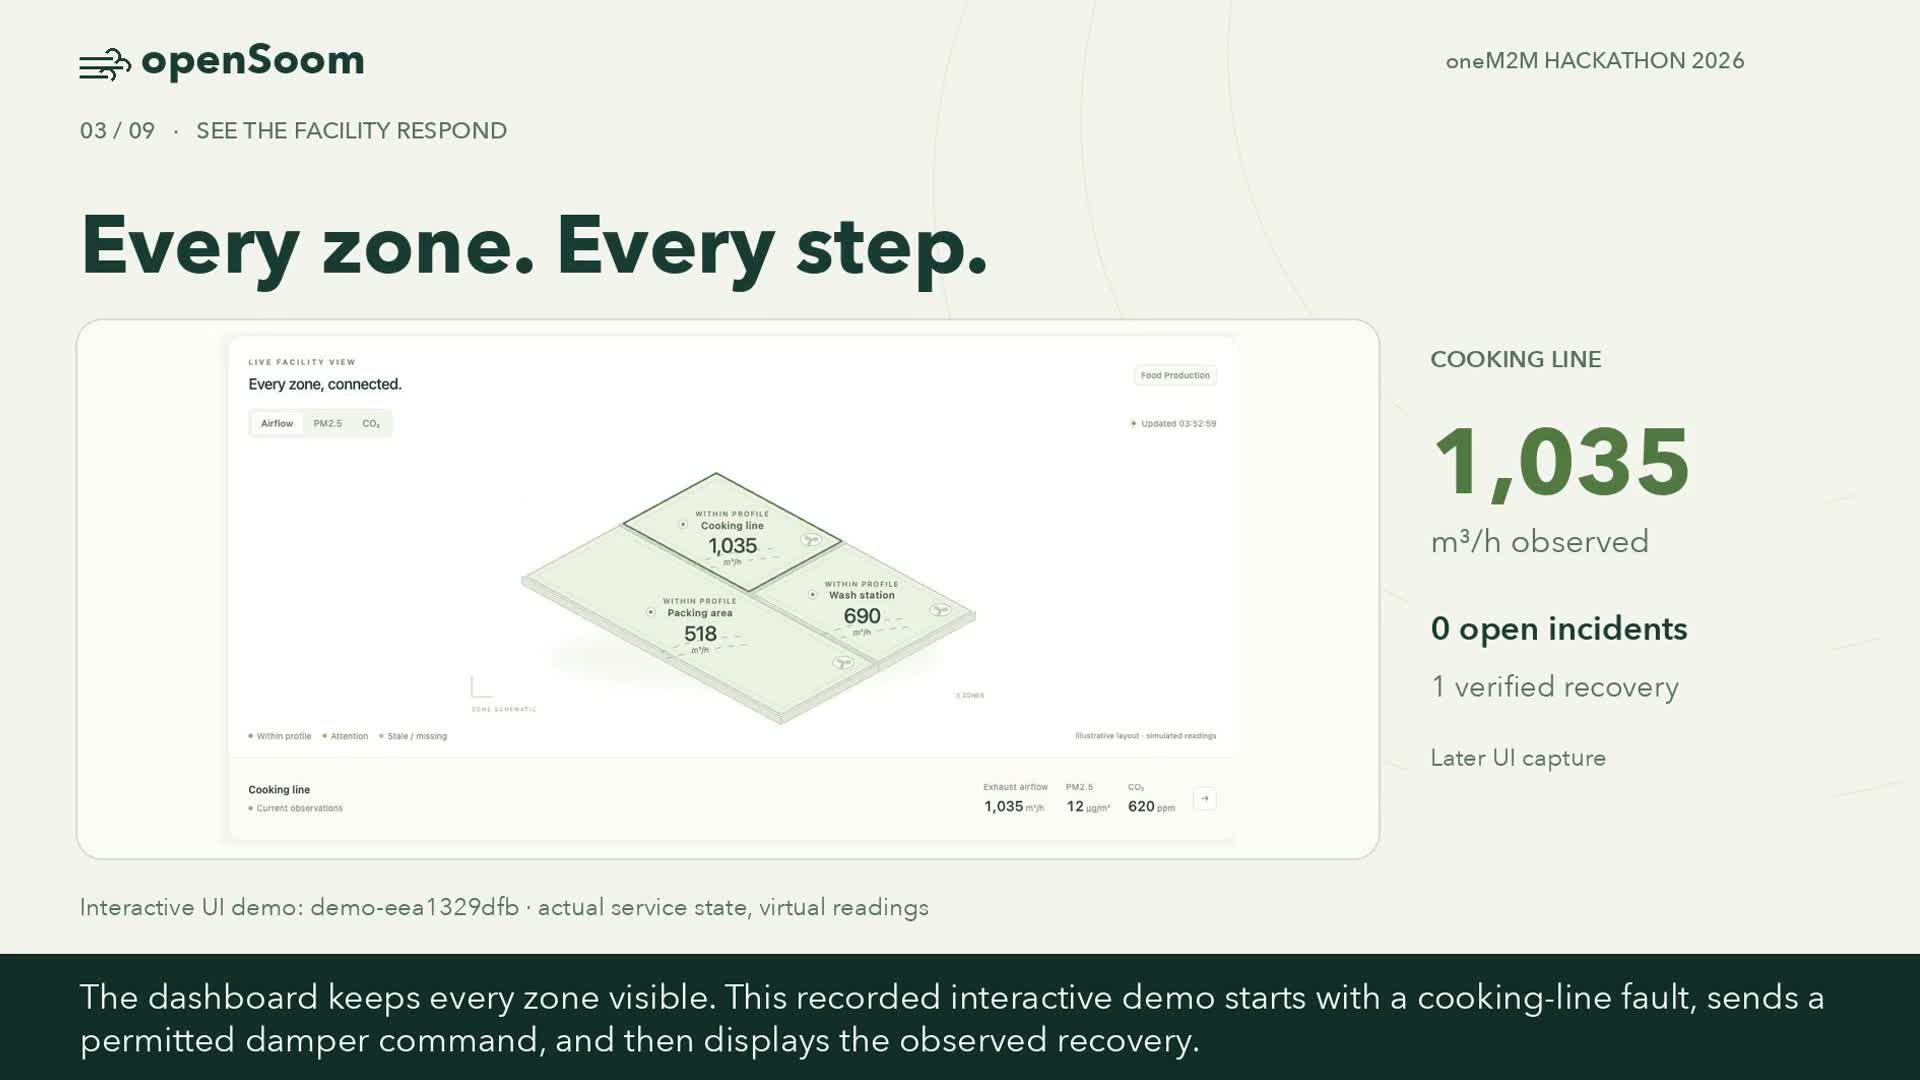 openSoom
oneM2M HACKATHON 2026
03 / 09 · SEE THE FACILITY RESPOND
Every zone. Every step.
LIVE FACILITY VIEW
Every zone, connected.
Food Production
Airflow PM2.5 CO₂
Updated 03:52:59
WITHIN PROFILE
Cooking line
1,035
m³/h
WITHIN PROFILE
Wash station
690
m³/h
WITHIN PROFILE
Packing area
518
m³/h
ZONE SCHEMATIC
3 ZONES
Within profile Attention Stale / missing
Illustrative layout · simulated readings
Cooking line
Current observations
Exhaust airflow PM2.5 CO₂
1,035 m³/h 12 µg/m³ 620 ppm
COOKING LINE
1,035
m³/h observed
0 open incidents
1 verified recovery
Later UI capture
Interactive UI demo: demo-eea1329dfb · actual service state, virtual readings
The dashboard keeps every zone visible. This recorded interactive demo starts with a cooking-line fault, sends a
permitted damper command, and then displays the observed recovery.